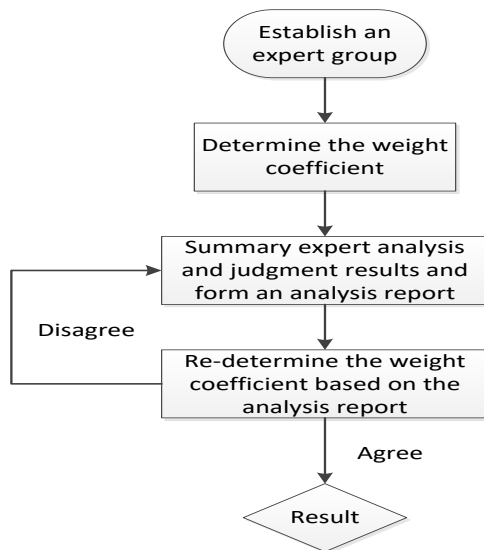 Establish an
expert group
Determine the weight
coefficient
Summary expert analysis
and judgment results and
form an analysis report
Disagree
Re-determine the weight
coefficient based on the
analysis report
Agree
Result